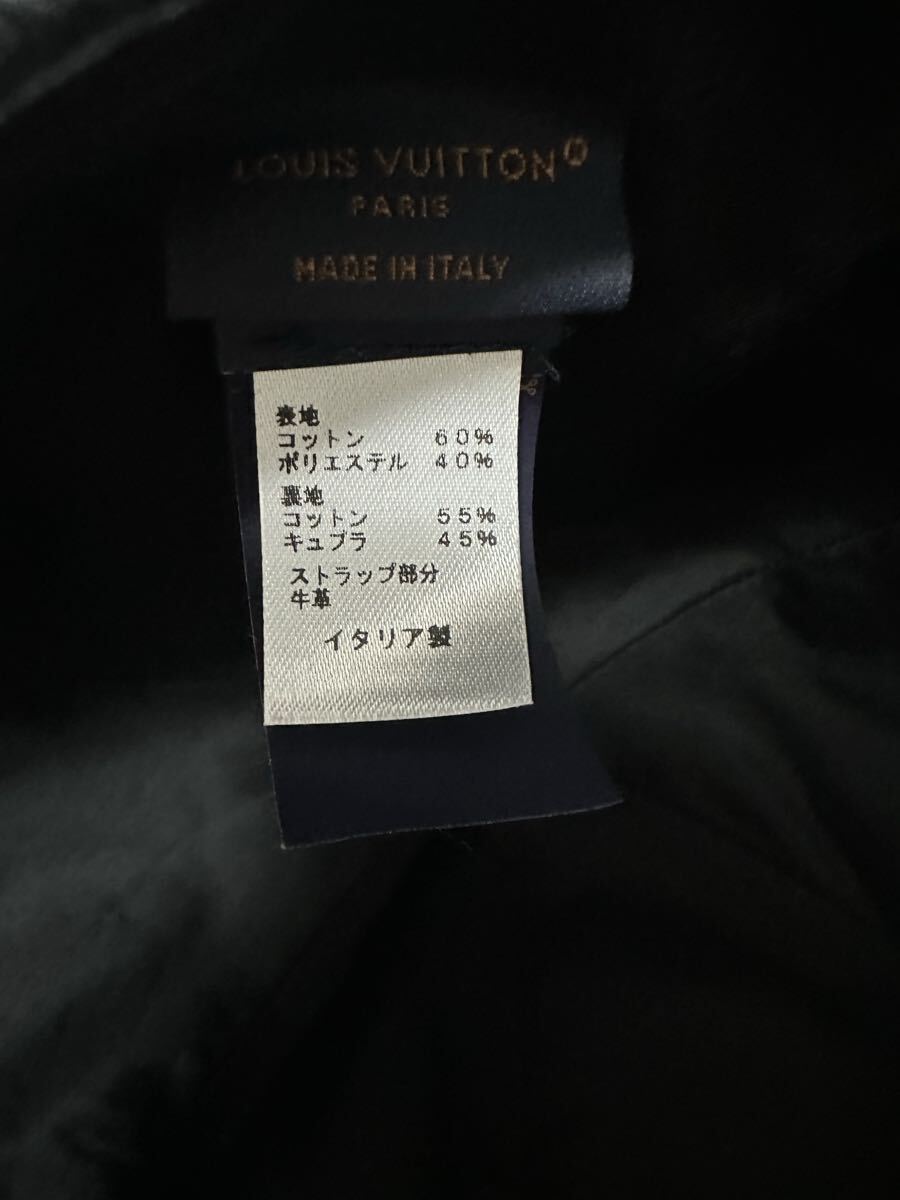 LOUIS VUITTON®
PARIS
MADE IN ITALY
%
表地
コットン 60%
ポリエステル 40%
裏地
コットン 55%
キュプラ 45%
ストラップ部分
牛革
イタリア製